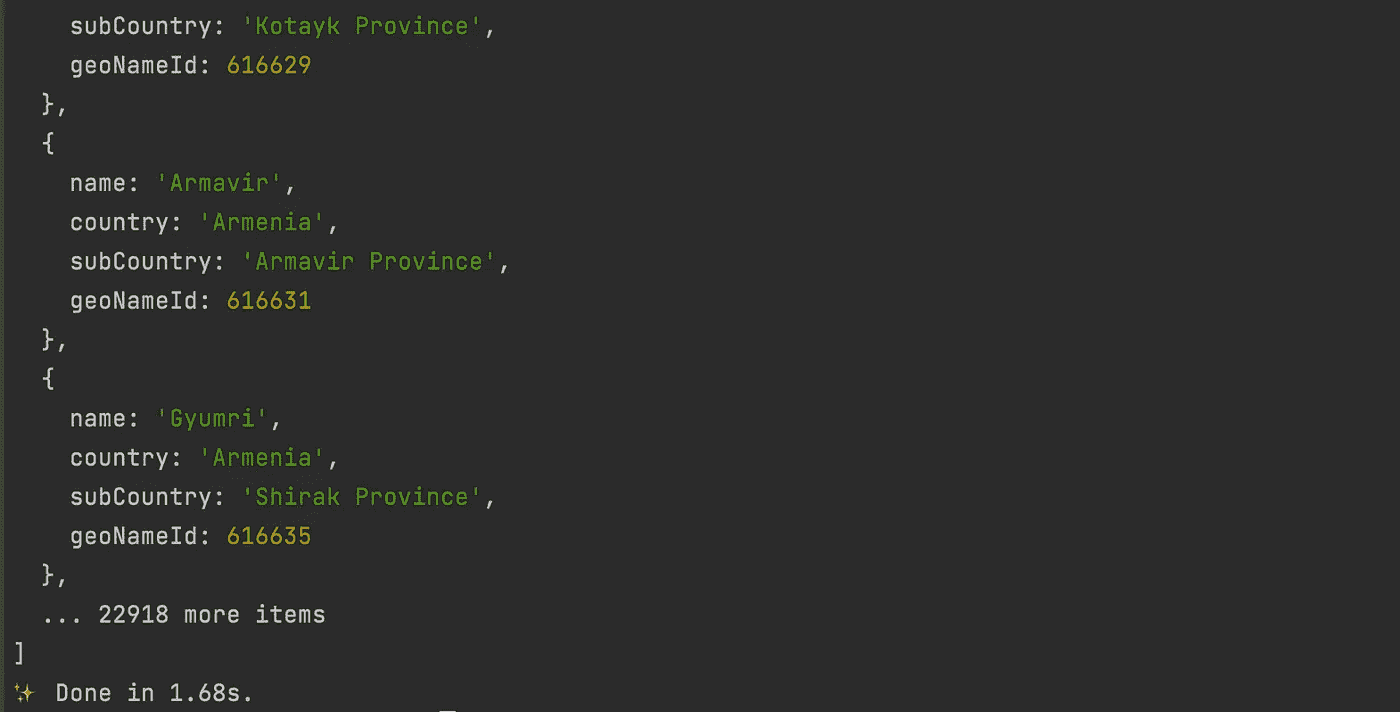 subCountry: 'Kotayk Province',
geoNameId: 616629
},
{
name: 'Armavir',
country: 'Armenia',
subCountry: 'Armavir Province',
geoNameId: 616631
},
{
name: 'Gyumri',
country: 'Armenia',
subCountry: 'Shirak Province',
geoNameId: 616635
},
... 22918 more items
]
✨ Done in 1.68s.